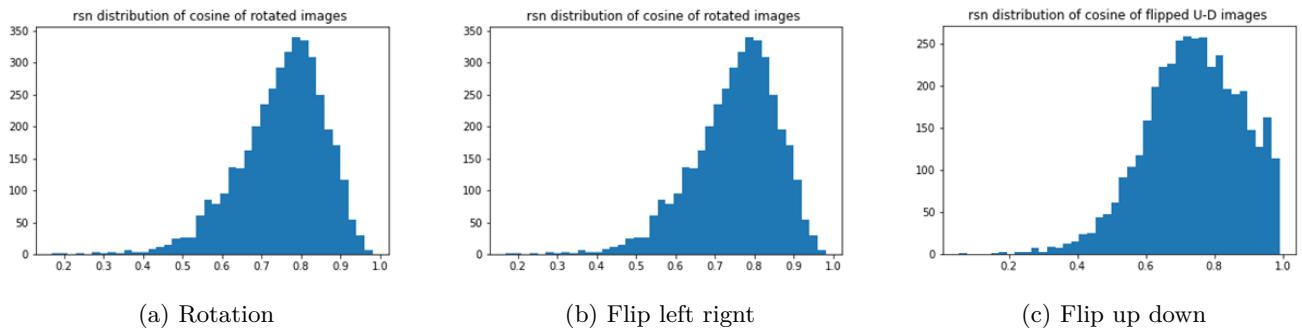 rsn distribution of cosine of rotated images
350
300
250
200
150
100
50
0
0.2 0.3 0.4 0.5 0.6 0.7 0.8 0.9 1.0
(a) Rotation
rsn distribution of cosine of rotated images
350
300
250
200
150
100
50
0
0.2 0.3 0.4 0.5 0.6 0.7 0.8 0.9 1.0
(b) Flip left rignt
rsn distribution of cosine of flipped U-D images
250
200
150
100
50
0
0.2 0.4 0.6 0.8 1.0
(c) Flip up down